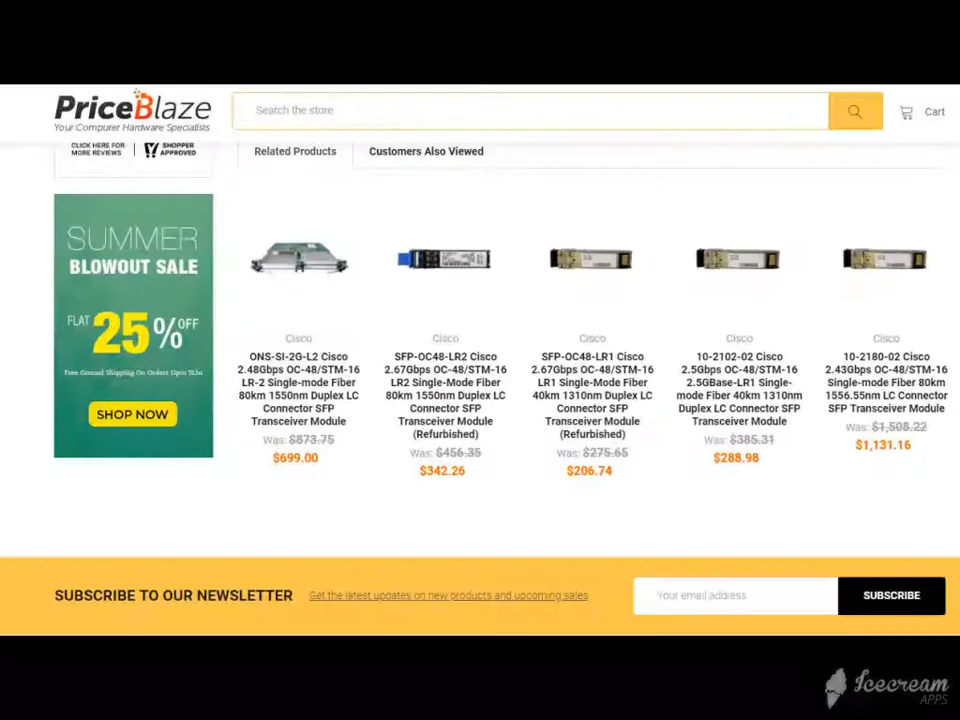 PriceBlaze
Your Computer Hardware Specialists
Search the store
Cart
CLICK HERE FOR
MORE REVIEWS
SHOPPER
APPROVED
Related Products
Customers Also Viewed
SUMMER
BLOWOUT SALE
FLAT 25% OFF
SHOP NOW
Cisco
ONS-SI-2G-L2 Cisco
2.48Gbps OC-48/STM-16
LR-2 Single-mode Fiber
80km 1550nm Duplex LC
Connector SFP
Transceiver Module
Was: $873.75
$699.00
Cisco
SFP-OC48-LR2 Cisco
2.67Gbps OC-48/STM-16
LR2 Single-Mode Fiber
80km 1550nm Duplex LC
Connector SFP
Transceiver Module
(Refurbished)
Was: $456.35
$342.26
Cisco
SFP-OC48-LR1 Cisco
2.67Gbps OC-48/STM-16
LR1 Single-Mode Fiber
40km 1310nm Duplex LC
Connector SFP
Transceiver Module
(Refurbished)
Was: $275.65
$206.74
Cisco
10-2102-02 Cisco
2.5Gbps OC-48/STM-16
2.5GBase-LR1 Single-
mode Fiber 40km 1310nm
Duplex LC Connector SFP
Transceiver Module
Was: $385.31
$288.98
Cisco
10-2180-02 Cisco
2.43Gbps OC-48/STM-16
Single-mode Fiber 80km
1556.55nm LC Connector
SFP Transceiver Module
Was: $1,508.22
$1,131.16
SUBSCRIBE TO OUR NEWSLETTER
Get the latest updates on new products and upcoming sales
Your email address
SUBSCRIBE
Icecream
APPS